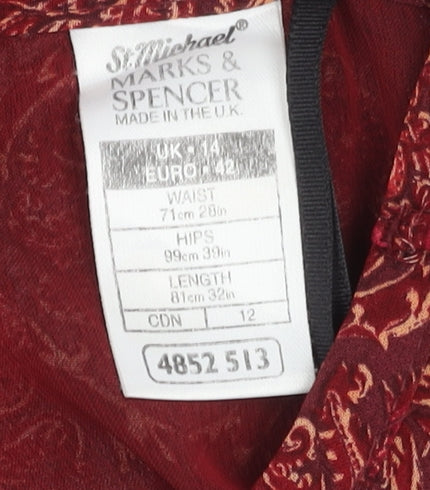 St Michael®
MARKS &
SPENCER
MADE IN THE U.K.
UK • 14
EURO • 42
WAIST
71cm 28in
HIPS
99cm 39in
LENGTH
81cm 32in
CDN 12
4852 513